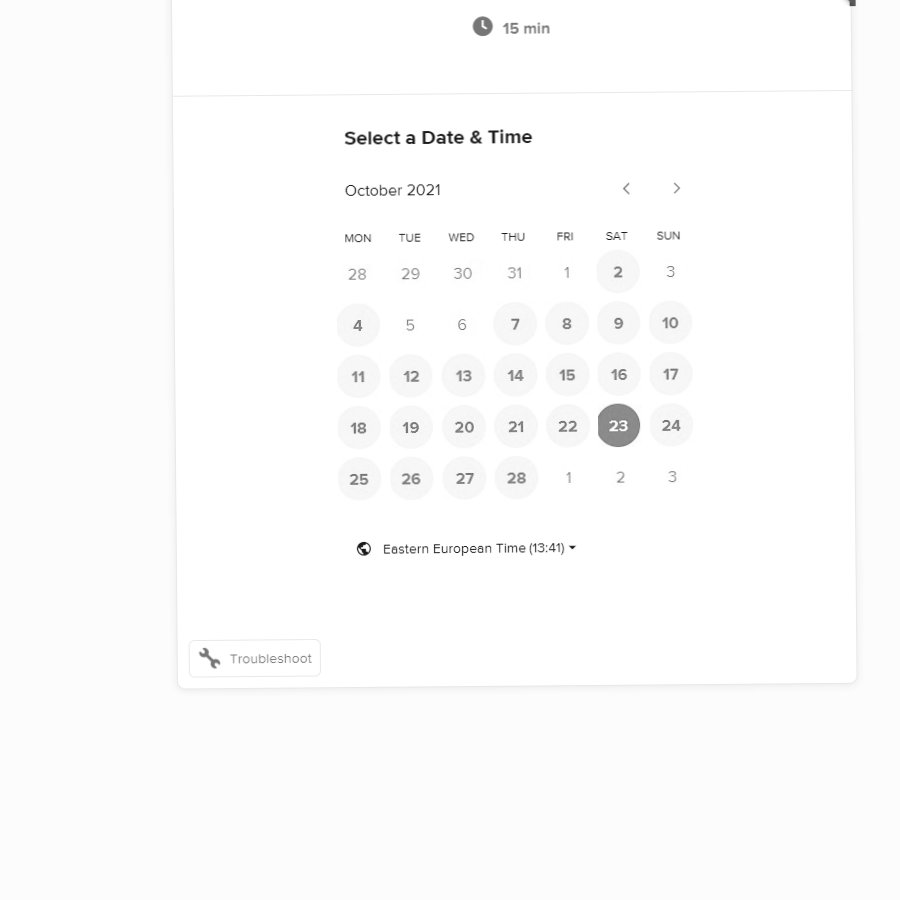 15 min
Select a Date & Time
October 2021
MON TUE WED THU FRI SAT SUN
28 29 30 31 1 2 3
4 5 6 7 8 9 10
11 12 13 14 15 16 17
18 19 20 21 22 23 24
25 26 27 28 1 2 3
Eastern European Time (13:41)
Troubleshoot